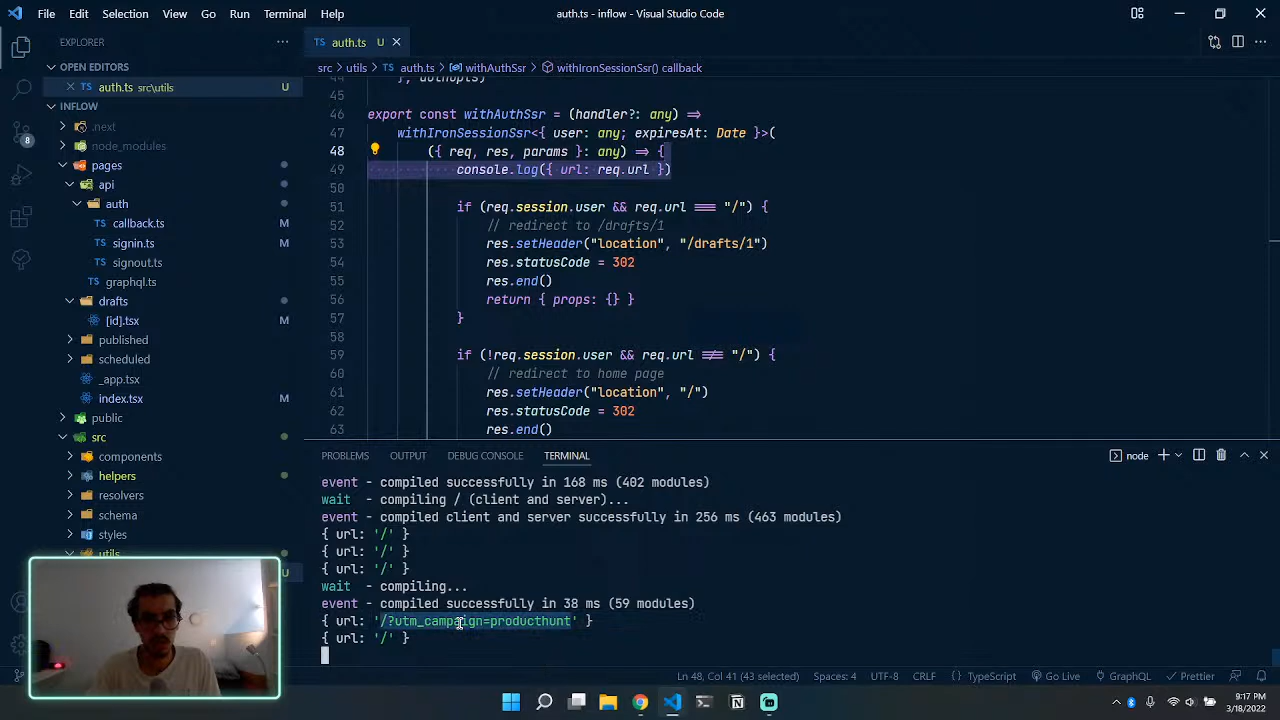 File Edit Selection View Go Run Terminal Help
auth.ts - inflow - Visual Studio Code
EXPLORER
OPEN EDITORS
auth.ts src\utils U
INFLOW
.next
node_modules
pages
api
auth
callback.ts M
signin.ts M
signout.ts
graphql.ts
drafts
[id].tsx M
published
scheduled
_app.tsx
index.tsx M
public
src
components
helpers
resolvers
schema
styles
utils
U
8
TS auth.ts U
src > utils > TS auth.ts > withAuthSsr > withIronSessionSsr() callback
44 }, authOpts)
45
46 export const withAuthSsr = (handler?: any) =>
47 withIronSessionSsr<{ user: any; expiresAt: Date }>(
48 ({ req, res, params }: any) => {
49 console.log({ url: req.url })
50
51 if (req.session.user && req.url === "/") {
52 // redirect to /drafts/1
53 res.setHeader("location", "/drafts/1")
54 res.statusCode = 302
55 res.end()
56 return { props: {} }
57 }
58
59 if (!req.session.user && req.url !== "/") {
60 // redirect to home page
61 res.setHeader("location", "/")
62 res.statusCode = 302
63 res.end()
PROBLEMS OUTPUT DEBUG CONSOLE TERMINAL
node
event - compiled successfully in 168 ms (402 modules)
wait - compiling / (client and server)...
event - compiled client and server successfully in 256 ms (463 modules)
{ url: '/' }
{ url: '/' }
{ url: '/' }
wait - compiling...
event - compiled successfully in 38 ms (59 modules)
{ url: '/?utm_campaign=producthunt' }
{ url: '/' }
Ln 48, Col 41 (43 selected) Spaces: 4 UTF-8 CRLF TypeScript Go Live GraphQL Prettier
9:17 PM
3/18/2022